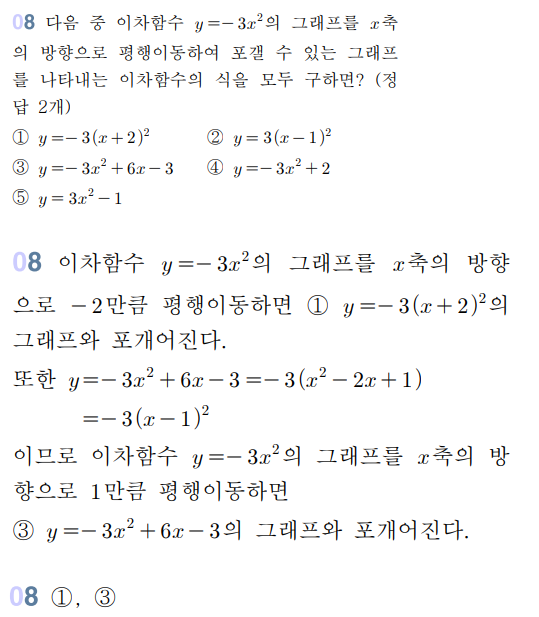 08 다음 중 이차함수 y=-3x²의 그래프를 x축
의 방향으로 평행이동하여 포갤 수 있는 그래프
를 나타내는 이차함수의 식을 모두 구하면? (정
답 2개)
① y=-3(x+2)² ② y=3(x-1)²
③ y=-3x²+6x-3 ④ y=-3x²+2
⑤ y=3x²-1
08 이차함수 y=-3x²의 그래프를 x축의 방향
으로 -2만큼 평행이동하면 ① y=-3(x+2)²의
그래프와 포개어진다.
또한 y=-3x²+6x-3=-3(x²-2x+1)
=-3(x-1)²
이므로 이차함수 y=-3x²의 그래프를 x축의 방
향으로 1만큼 평행이동하면
③ y=-3x²+6x-3의 그래프와 포개어진다.
08 ①, ③